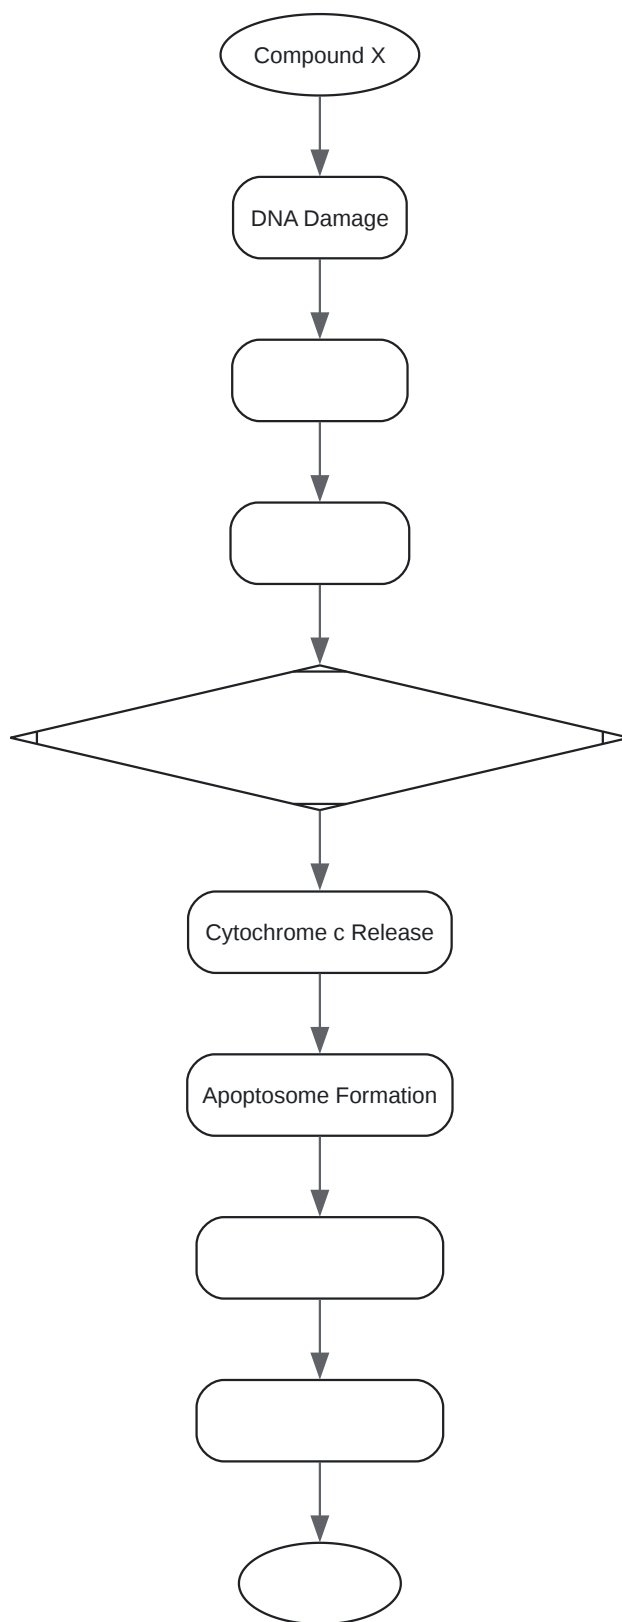 Compound X
DNA Damage
Cytochrome c Release
Apoptosome Formation